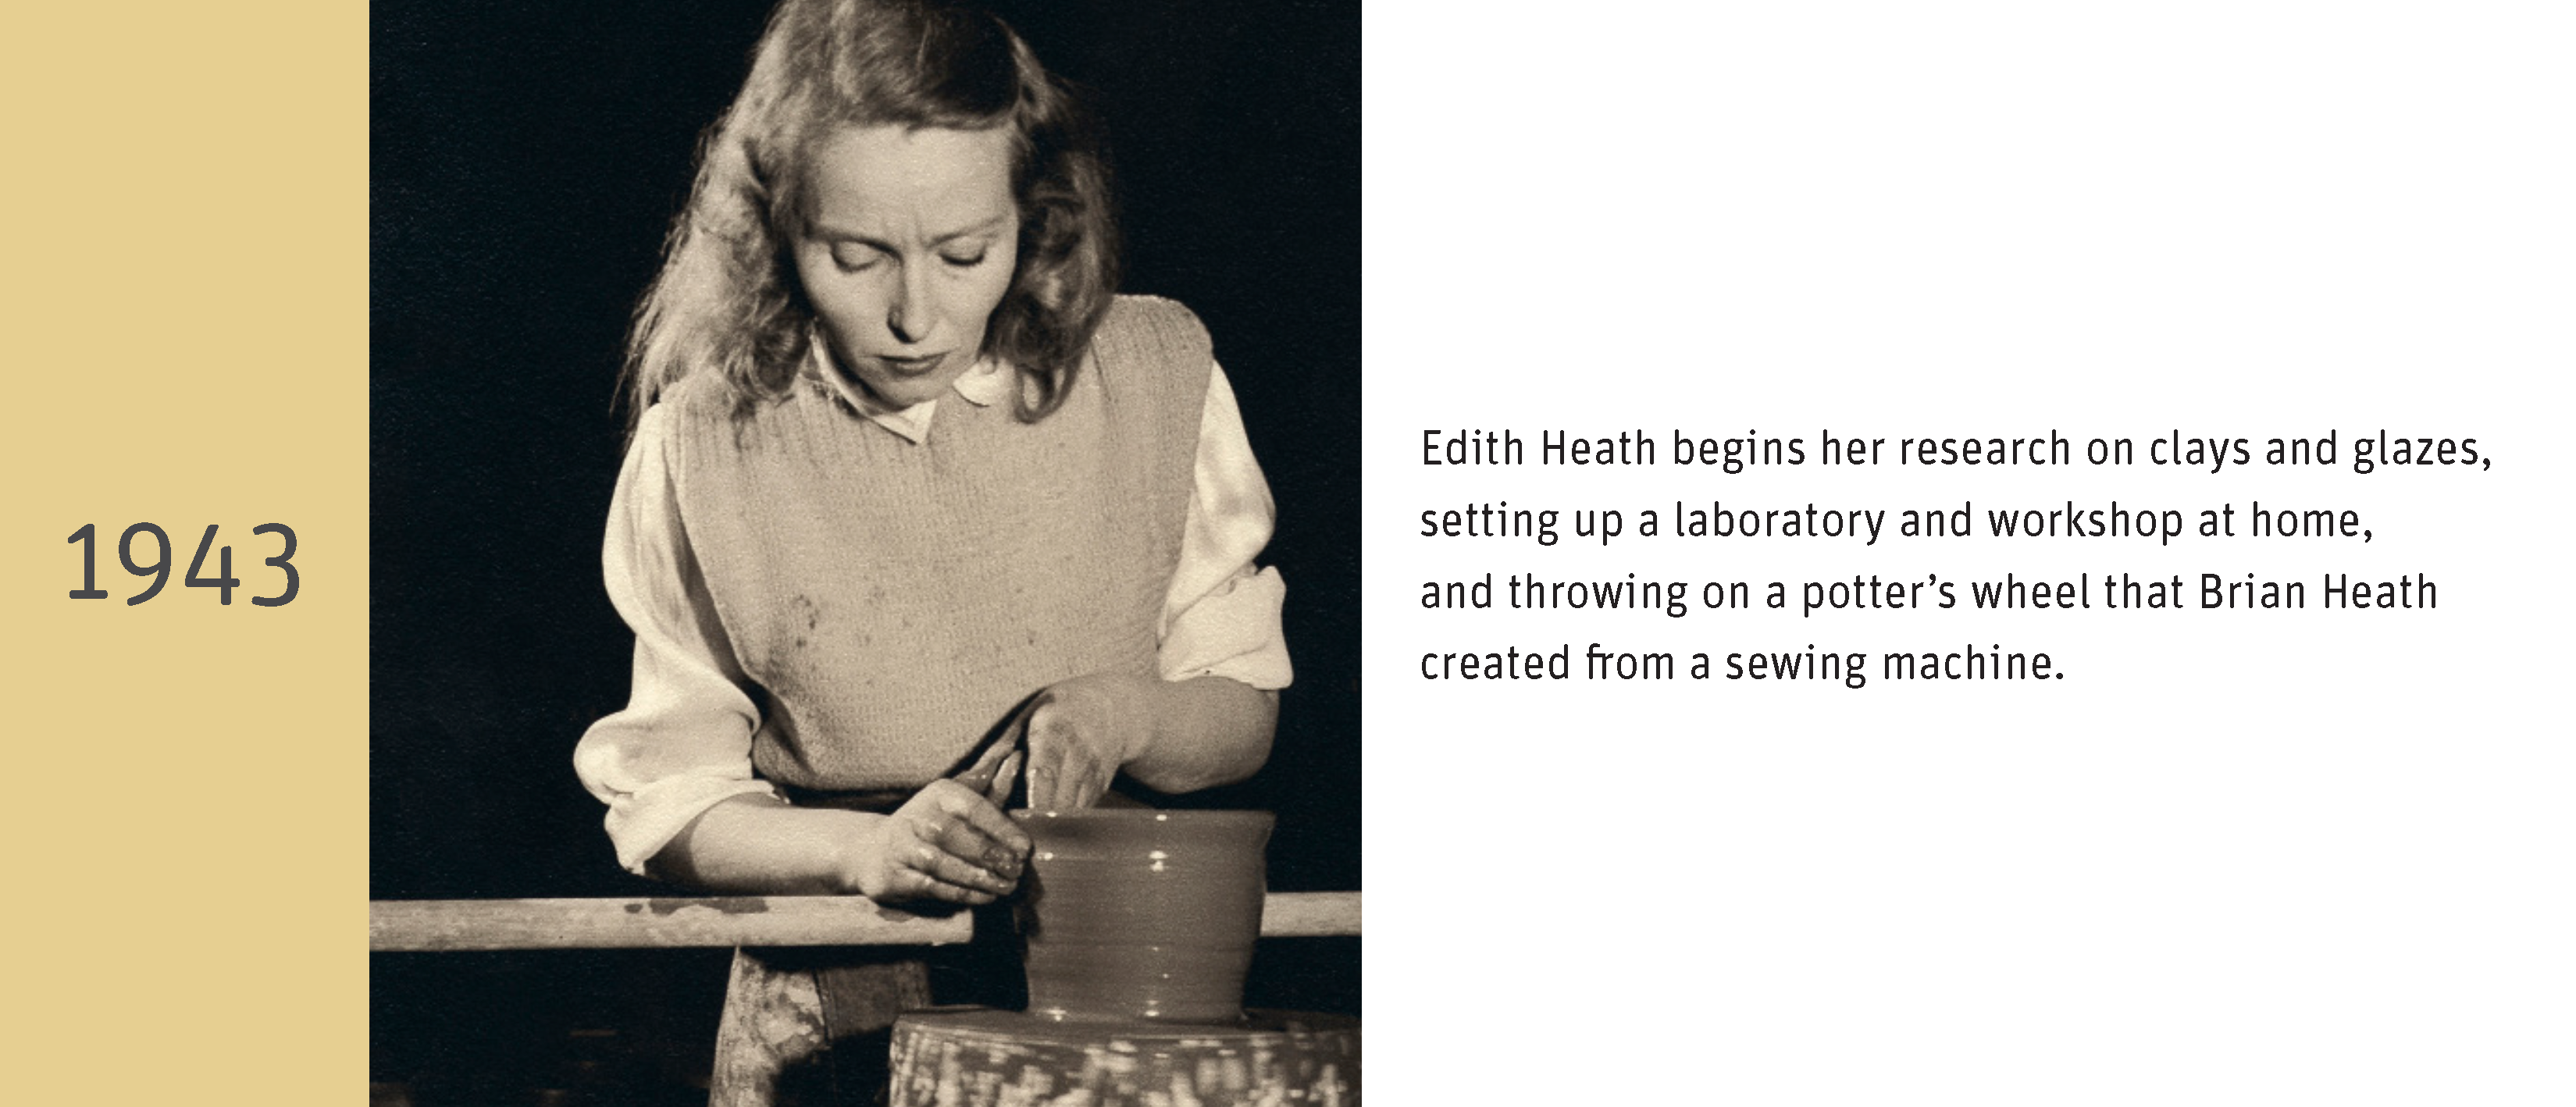 1943
Edith Heath begins her research on clays and glazes,
setting up a laboratory and workshop at home,
and throwing on a potter’s wheel that Brian Heath
created from a sewing machine.